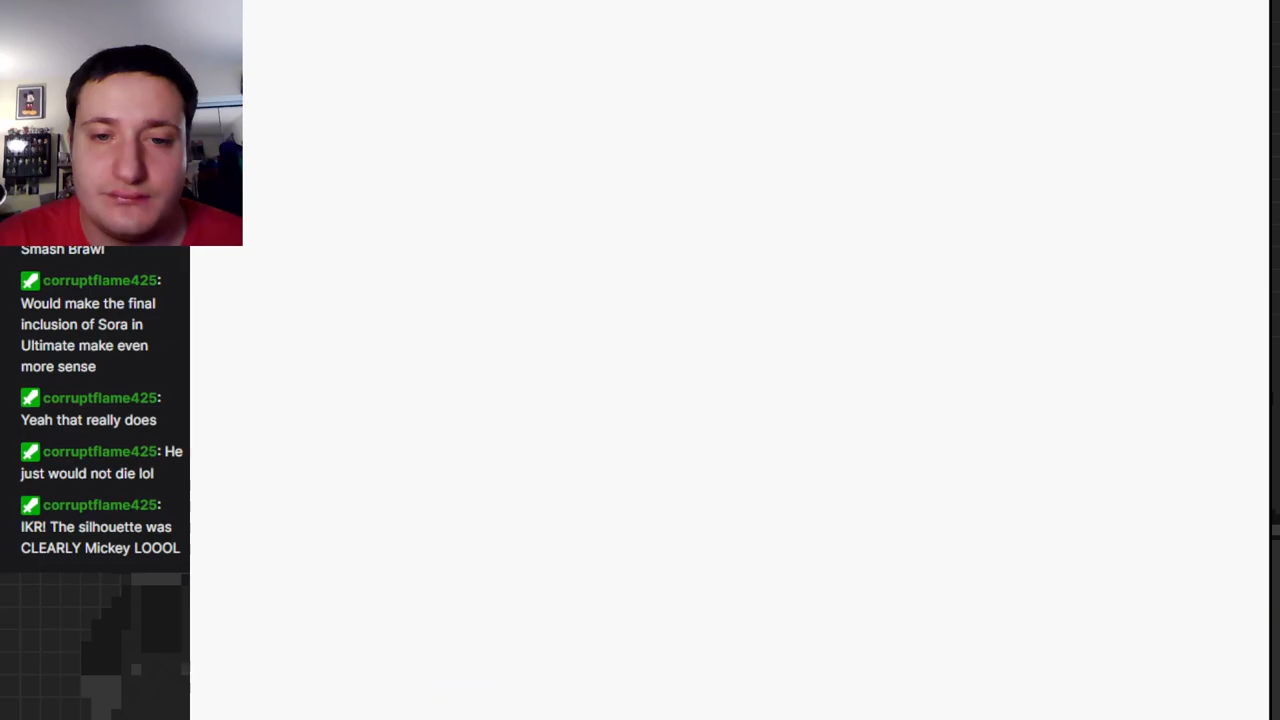 Smash Brawl
corruptflame425:
Would make the final
inclusion of Sora in
Ultimate make even
more sense
corruptflame425:
Yeah that really does
corruptflame425: He
just would not die lol
corruptflame425:
IKR! The silhouette was
CLEARLY Mickey LOOOL